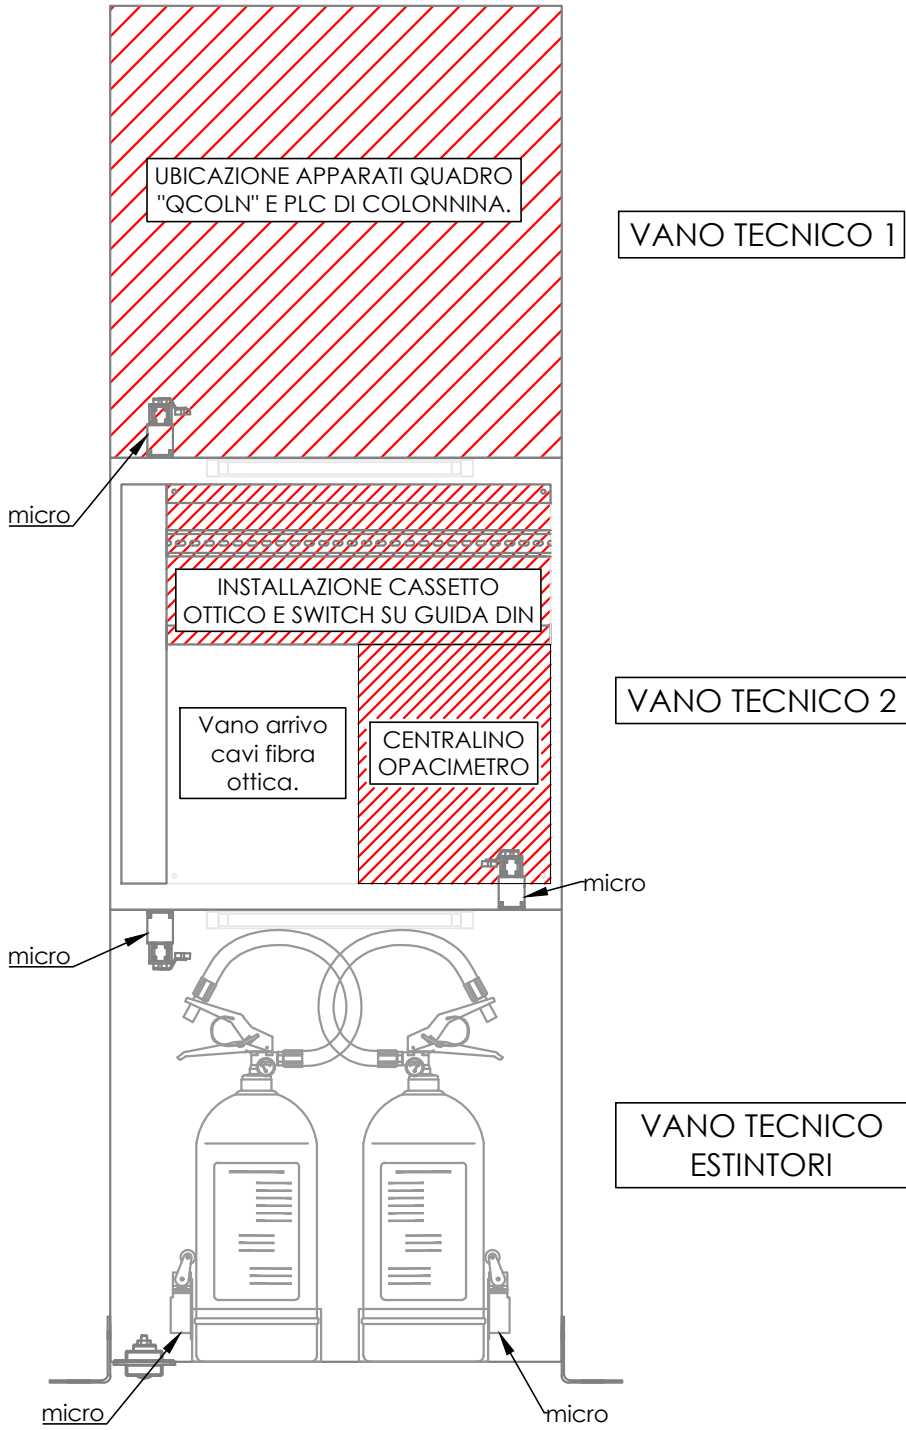 UBICAZIONE APPARATI QUADRO
"QCOLN" E PLC DI COLONNINA.
VANO TECNICO 1
micro
INSTALLAZIONE CASSETTO
OTTICO E SWITCH SU GUIDA DIN
VANO TECNICO 2
Vano arrivo
cavi fibra
ottica.
CENTRALINO
OPACIMETRO
micro
micro
VANO TECNICO
ESTINTORI
micro
micro